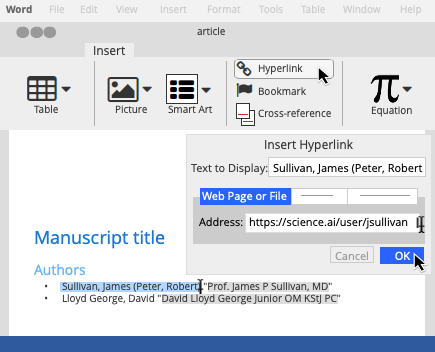 Word File Edit View Insert Format Tools Table Window Help
article
Insert
Table
Picture
Smart Art
Hyperlink
Bookmark
Cross-reference
π Equation
Insert Hyperlink
Text to Display: Sullivan, James (Peter, Robert
Web Page or File
Address: https://science.ai/user/jsullivan
Cancel OK
Manuscript title
Authors
• Sullivan, James (Peter, Robert) "Prof. James P Sullivan, MD"
• Lloyd George, David "David Lloyd George Junior OM KStJ PC"